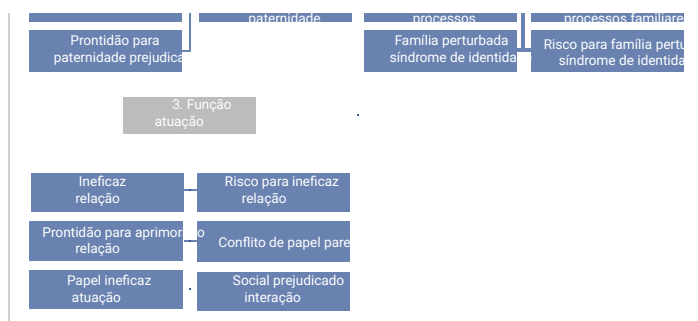 paternidade
processos
processos familiare
Prontidão para
paternidade prejudica
Família perturbada
síndrome de identida
Risco para família pertu
síndrome de identida
3. Função
atuação
Ineficaz
relação
Risco para ineficaz
relação
Prontidão para aprimorado
relação
Conflito de papel pare
Papel ineficaz
atuação
Social prejudicado
interação